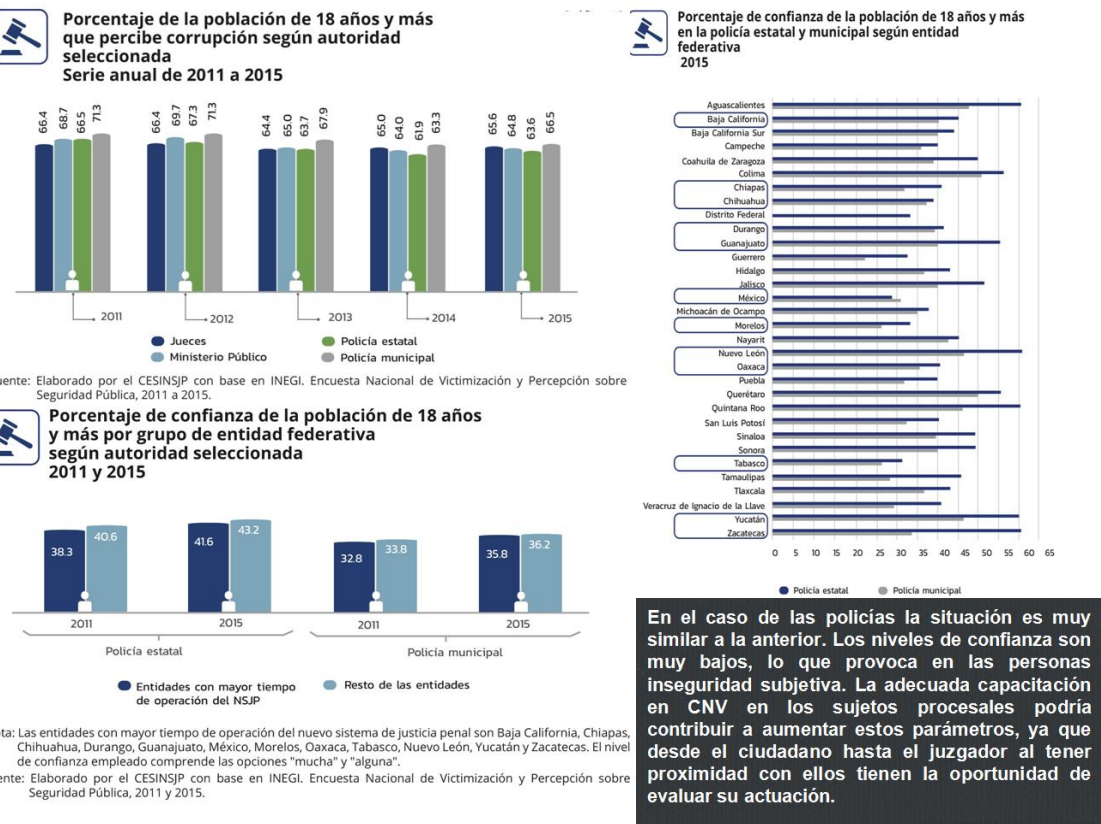 Porcentaje de la población de 18 años y más
que percibe corrupción según autoridad
seleccionada
Serie anual de 2011 a 2015
66.4 68.7 66.5 71.3
66.4 69.7 67.3 71.3
64.4 65.0 63.7 67.9
65.0 64.0 61.9 63.3
65.6 64.8 63.6 66.5
2011 2012 2013 2014 2015
Jueces
Ministerio Público
Policía estatal
Policía municipal
uente: Elaborado por el CESINSJP con base en INEGI. Encuesta Nacional de Victimización y Percepción sobre
Seguridad Pública, 2011 a 2015.
Porcentaje de confianza de la población de 18 años
y más por grupo de entidad federativa
según autoridad seleccionada
2011 y 2015
38.3 40.6 41.6 43.2 32.8 33.8 35.8 36.2
2011 2015 2011 2015
Policía estatal Policía municipal
Entidades con mayor tiempo
de operación del NSJP
Resto de las entidades
ta: Las entidades con mayor tiempo de operación del nuevo sistema de justicia penal son Baja California, Chiapas,
Chihuahua, Durango, Guanajuato, México, Morelos, Oaxaca, Tabasco, Nuevo León, Yucatán y Zacatecas. El nivel
de confianza empleado comprende las opciones "mucha" y "alguna".
ente: Elaborado por el CESINSJP con base en INEGI. Encuesta Nacional de Victimización y Percepción sobre
Seguridad Pública, 2011 y 2015.
Porcentaje de confianza de la población de 18 años y más
en la policía estatal y municipal según entidad
federativa
2015
Aguascalientes
Baja California
Baja California Sur
Campeche
Coahuila de Zaragoza
Colima
Chiapas
Chihuahua
Distrito Federal
Durango
Guanajuato
Guerrero
Hidalgo
Jalisco
México
Michoacán de Ocampo
Morelos
Nayarit
Nuevo León
Oaxaca
Puebla
Querétaro
Quintana Roo
San Luis Potosí
Sinaloa
Sonora
Tabasco
Tamaulipas
Tlaxcala
Veracruz de Ignacio de la Llave
Yucatán
Zacatecas
0 5 10 15 20 25 30 35 40 45 50 55 60 65
Policía estatal Policía municipal
En el caso de las policías la situación es muy
similar a la anterior. Los niveles de confianza son
muy bajos, lo que provoca en las personas
inseguridad subjetiva. La adecuada capacitación
en CNV en los sujetos procesales podría
contribuir a aumentar estos parámetros, ya que
desde el ciudadano hasta el juzgador al tener
proximidad con ellos tienen la oportunidad de
evaluar su actuación.